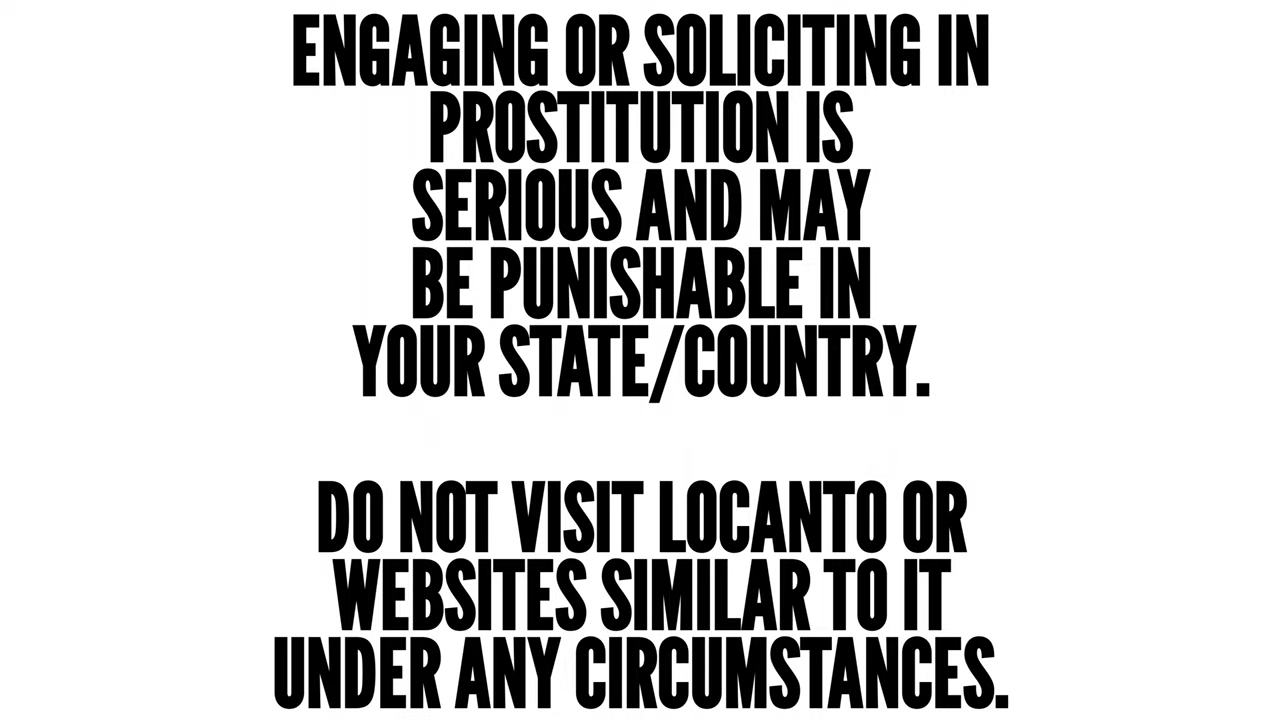 ENGAGING OR SOLICITING IN
PROSTITUTION IS
SERIOUS AND MAY
BE PUNISHABLE IN
YOUR STATE/COUNTRY.
DO NOT VISIT LOCANTO OR
WEBSITES SIMILAR TO IT
UNDER ANY CIRCUMSTANCES.